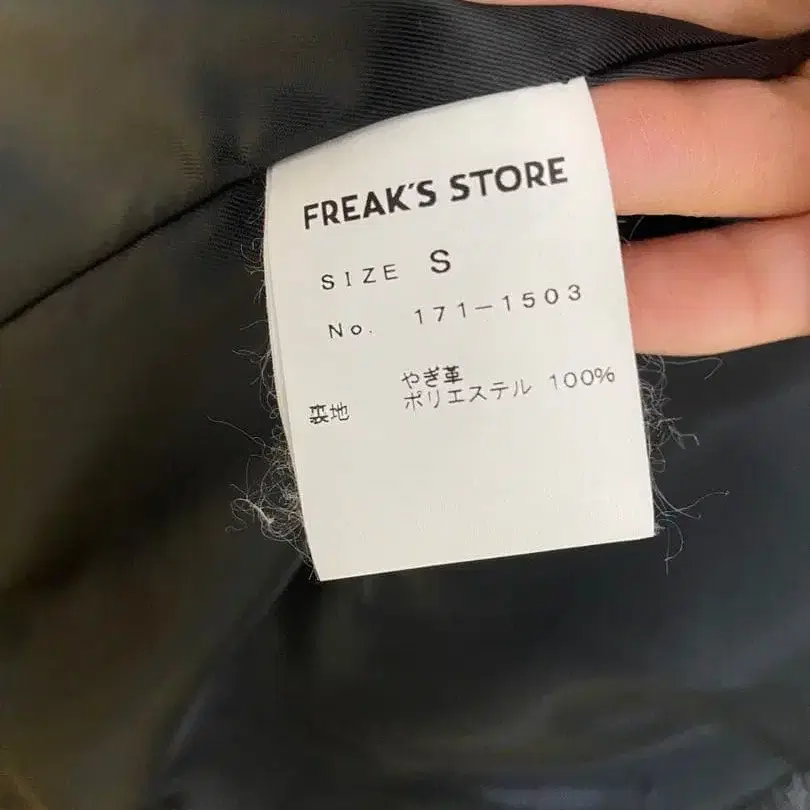 FREAK'S STORE
SIZE S
No. 171-1503
やぎ革
裏地 ポリエステル 100%